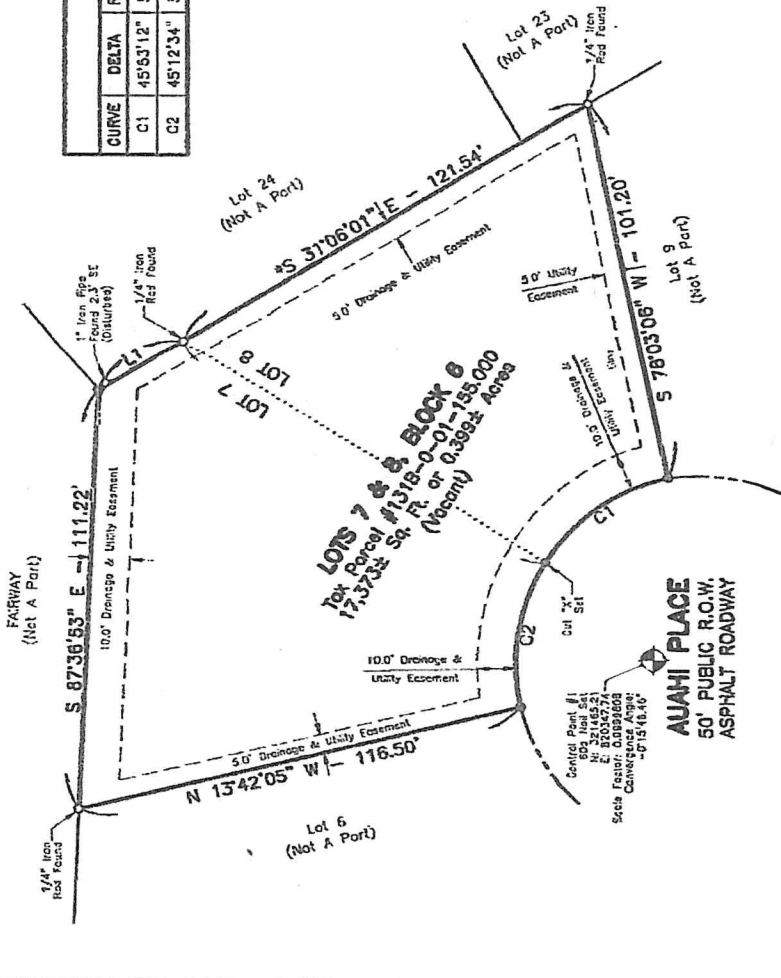 CURVE DELTA
C1 45°53'12"
C2 45°12'34"
Lot 23
(Not A Part)
1/4" Iron
Rod Found
Lot 24
(Not A Part)
*S 31°06'01" E - 121.54'
5.0' Drainage & Utility Easement
1" Iron Pipe
Found 2.3' SE
(Disturbed)
1/4" Iron
Rod Found
L1
FAIRWAY
(Not A Part)
S 87°36'53" E - 111.22'
10.0' Drainage & Utility Easement
LOT 8
LOT 7
LOTS 7 & 8, BLOCK 6
Tax Parcel #1318-0-01-155.000
17,373± Sq. Ft. or 0.399± Acres
(Vacant)
5.0' Utility
Easement
S 78°03'06" W - 101.20'
Lot 9
(Not A Part)
10.0' Drainage &
Utility Easement
C1
C2
Cut "X"
Set
10.0' Drainage &
Utility Easement
5.0' Drainage & Utility Easement
N 13°42'05" W - 116.50'
1/4" Iron
Rod Found
Lot 6
(Not A Part)
Control Point #1
60D Nail Set
N: 321465.21
E: 820347.74
Scale Factor:
Convergence Angle:
AUAHI PLACE
50' PUBLIC R.O.W.
ASPHALT ROADWAY